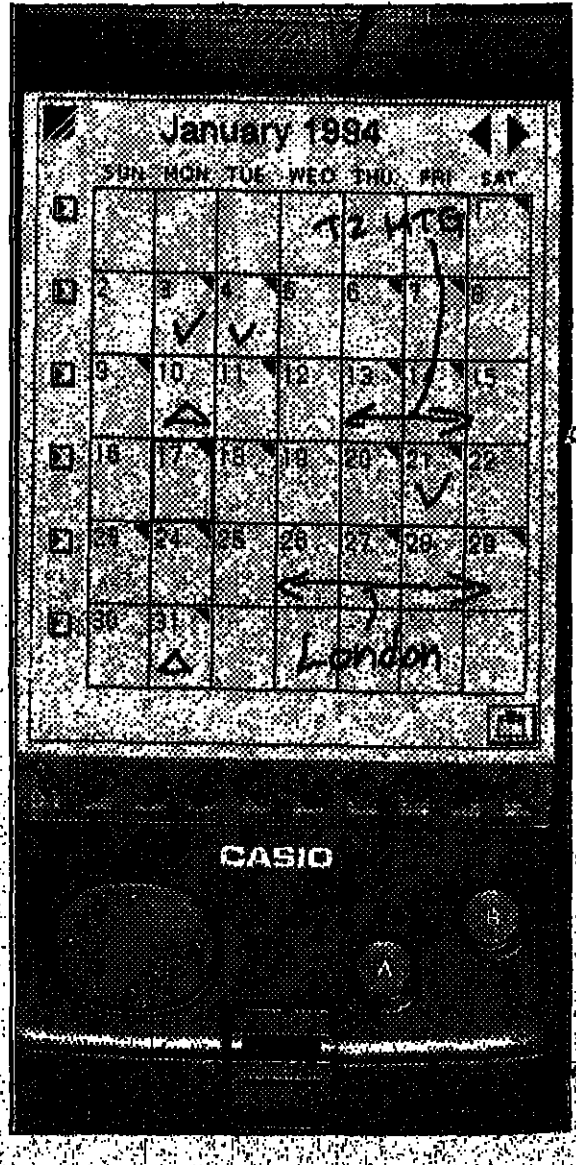 January 1994
SUN MON TUE WED THU FRI SAT
1
T2 MTG
2 3 4 5 6 7 8
9 10 11 12 13 14 15
16 17 18 19 20 21 22
23 24 25 26 27 28 29
30 31
London
CASIO
A B